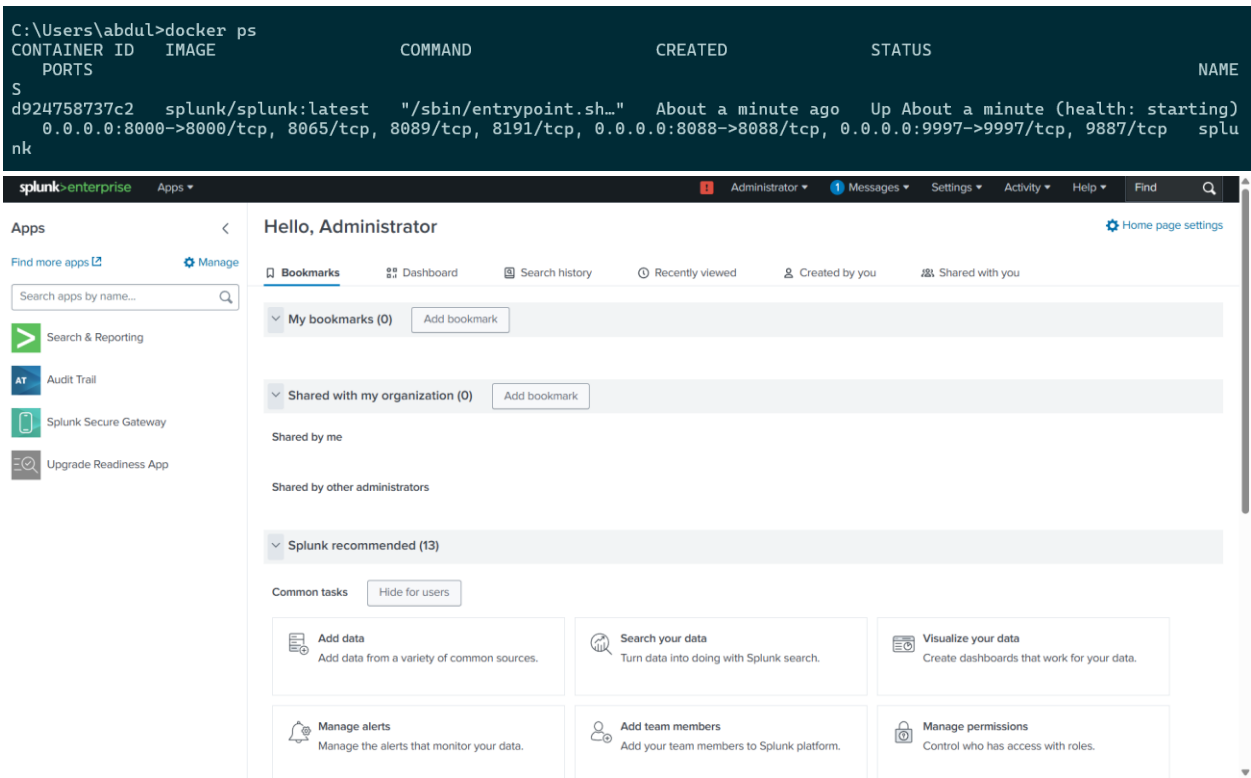 C:\Users\abdul>docker ps
CONTAINER ID   IMAGE                  COMMAND                  CREATED              STATUS
   PORTS                                                                                                        NAME
S
d924758737c2   splunk/splunk:latest   "/sbin/entrypoint.sh…"   About a minute ago   Up About a minute (health: starting)
   0.0.0.0:8000->8000/tcp, 8065/tcp, 8089/tcp, 8191/tcp, 0.0.0.0:8088->8088/tcp, 0.0.0.0:9997->9997/tcp, 9887/tcp   splu
nk
splunk>enterprise Apps ! Administrator 1 Messages Settings Activity Help Find
Apps
Find more apps Manage
Search apps by name...
Search & Reporting
AT Audit Trail
Splunk Secure Gateway
Upgrade Readiness App
Hello, Administrator
Home page settings
Bookmarks Dashboard Search history Recently viewed Created by you Shared with you
My bookmarks (0) Add bookmark
Shared with my organization (0) Add bookmark
Shared by me
Shared by other administrators
Splunk recommended (13)
Common tasks Hide for users
Add data
Add data from a variety of common sources.
Search your data
Turn data into doing with Splunk search.
Visualize your data
Create dashboards that work for your data.
Manage alerts
Manage the alerts that monitor your data.
Add team members
Add your team members to Splunk platform.
Manage permissions
Control who has access with roles.